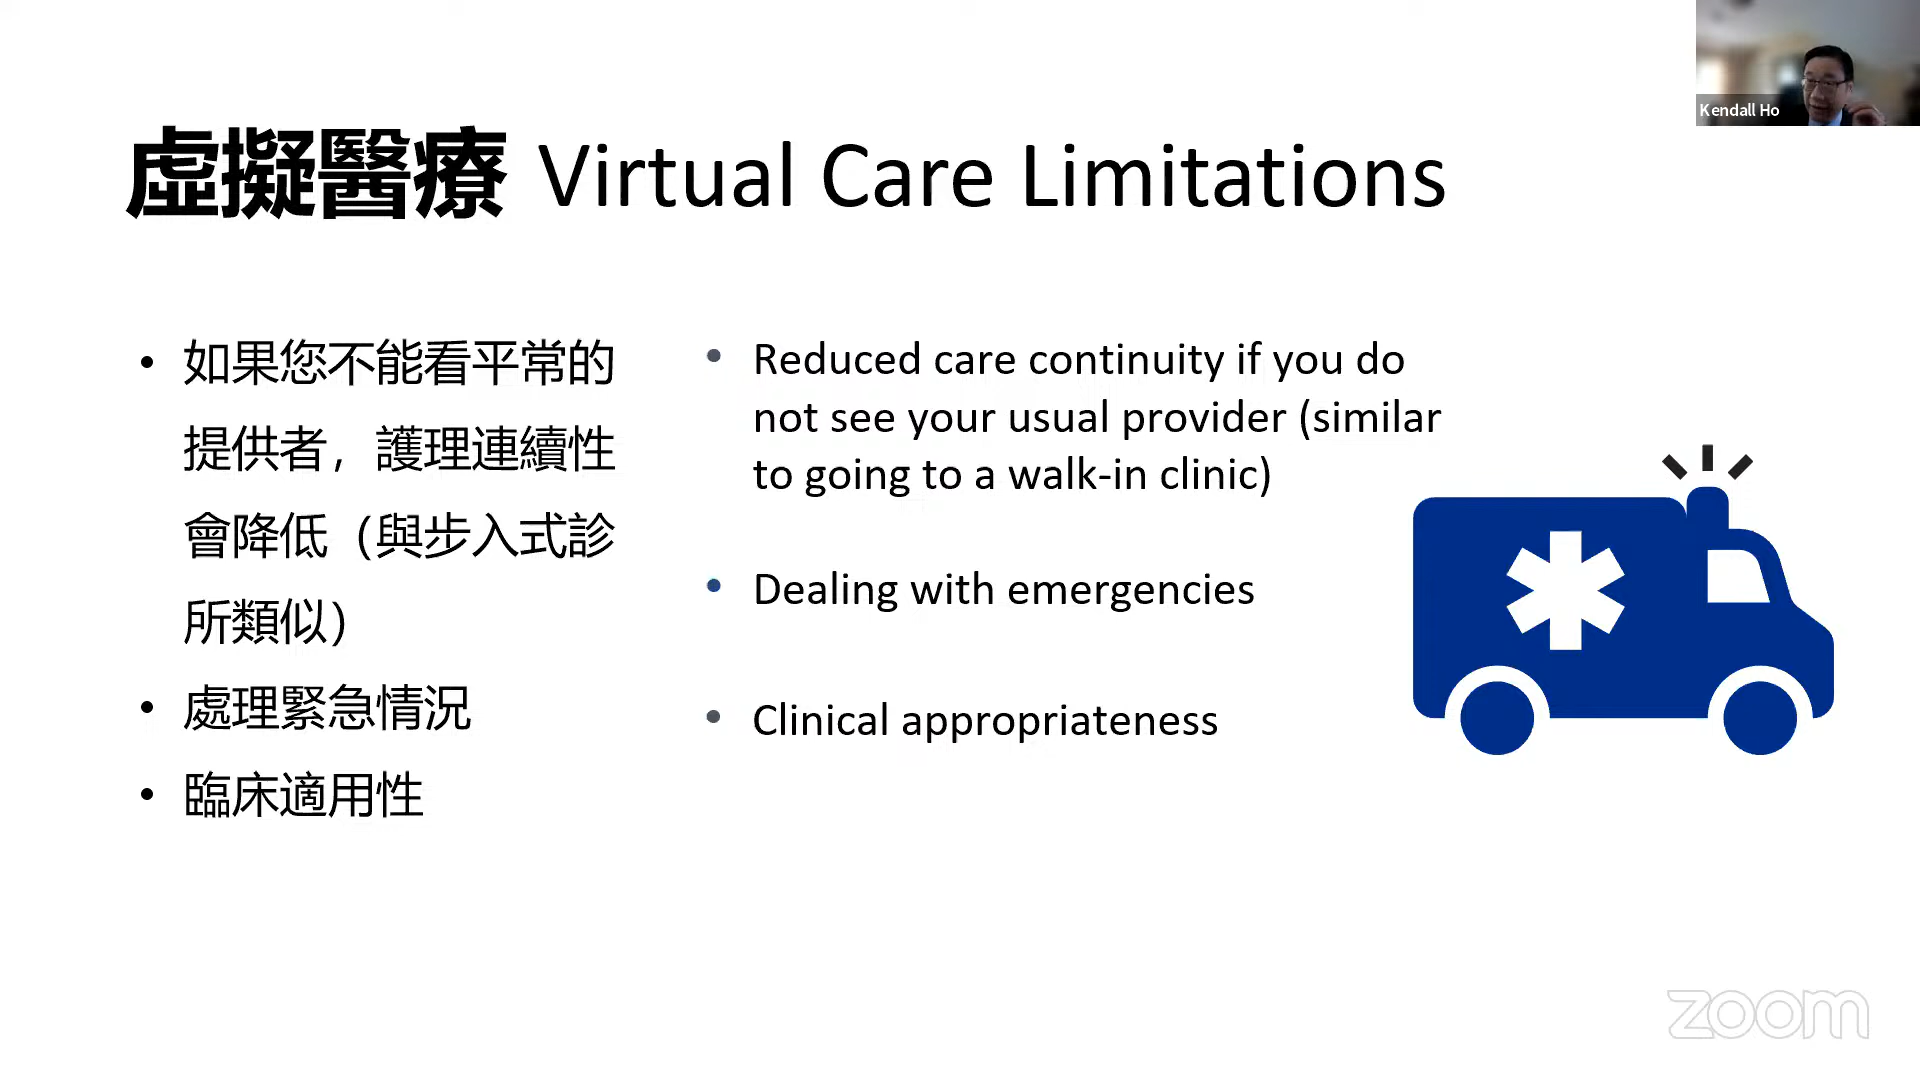 虛擬醫療 Virtual Care Limitations
如果您不能看平常的
提供者，護理連續性
會降低（與步入式診
所類似）
處理緊急情況
臨床適用性
Reduced care continuity if you do
not see your usual provider (similar
to going to a walk-in clinic)
Dealing with emergencies
Clinical appropriateness
Kendall Ho
zoom